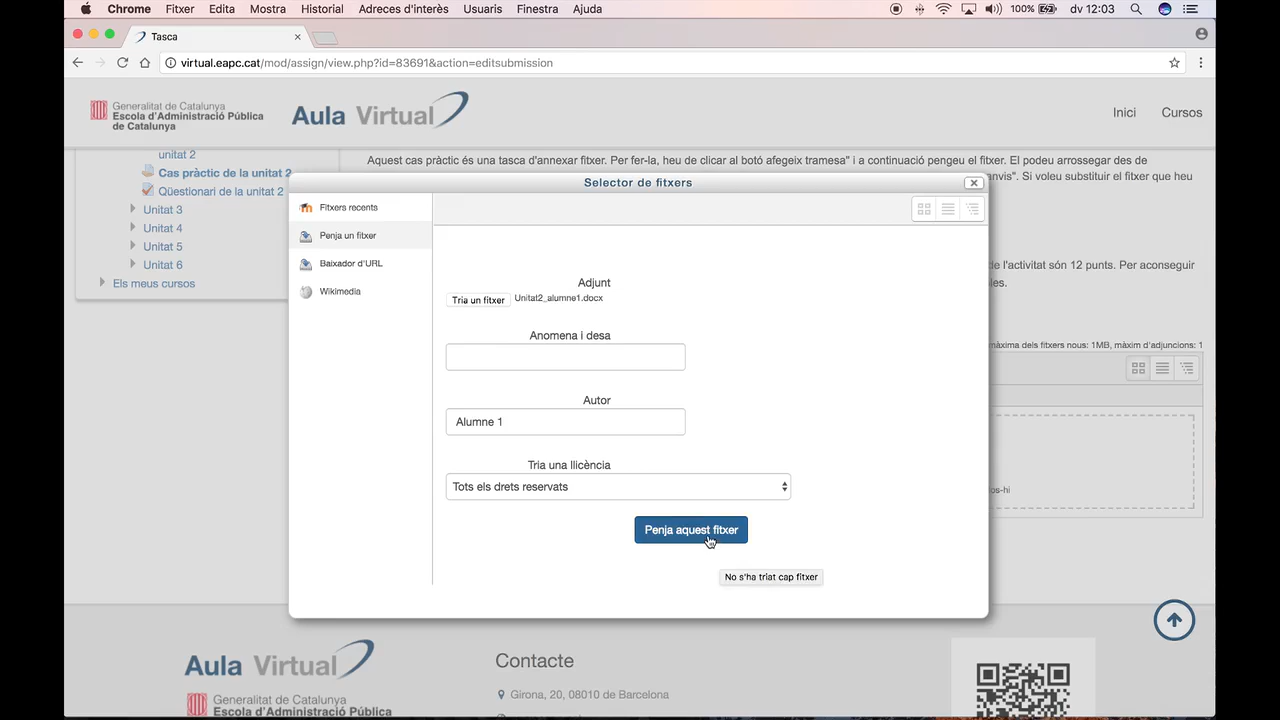 Chrome Fitxer Edita Mostra Historial Adreces d'interès Usuaris Finestra Ajuda 100% dv 12:03
Tasca
virtual.eapc.cat/mod/assign/view.php?id=83691&action=editsubmission
Generalitat de Catalunya
Escola d'Administració Pública
de Catalunya
Aula Virtual
Inici Cursos
unitat 2
Cas pràctic de la unitat 2
Qüestionari de la unitat 2
Unitat 3
Unitat 4
Unitat 5
Unitat 6
Els meus cursos
Aquest cas pràctic és una tasca d'annexar fitxer. Per fer-la, heu de clicar al botó afegeix tramesa" i a continuació pengeu el fitxer. El podeu arrossegar des de
anvis". Si voleu substituir el fitxer que heu
e l'activitat són 12 punts. Per aconseguir
les.
màxima dels fitxers nous: 1MB, màxim d'adjuncions: 1
os-hi
Selector de fitxers
Fitxers recents
Penja un fitxer
Baixador d'URL
Wikimedia
Adjunt
Tria un fitxer Unitat2_alumne1.docx
Anomena i desa
Autor
Alumne 1
Tria una llicència
Tots els drets reservats
Penja aquest fitxer
No s'ha triat cap fitxer
Aula Virtual
Generalitat de Catalunya
Escola d'Administració Pública
Contacte
Girona, 20, 08010 de Barcelona